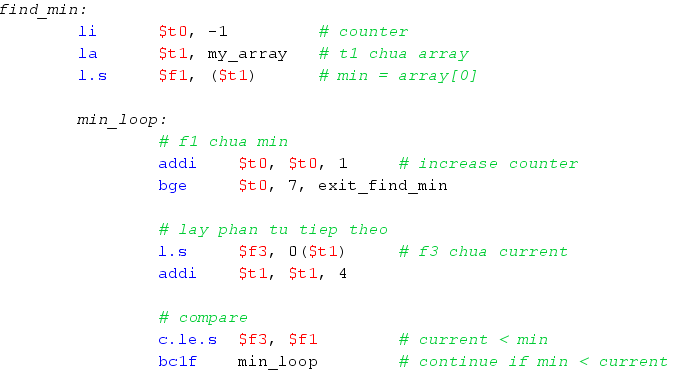 find_min:
li $t0, -1 # counter
la $t1, my_array # t1 chua array
l.s $f1, ($t1) # min = array[0]
min_loop:
# f1 chua min
addi $t0, $t0, 1 # increase counter
bge $t0, 7, exit_find_min
# lay phan tu tiep theo
l.s $f3, 0($t1) # f3 chua current
addi $t1, $t1, 4
# compare
c.le.s $f3, $f1 # current < min
bc1f min_loop # continue if min < current